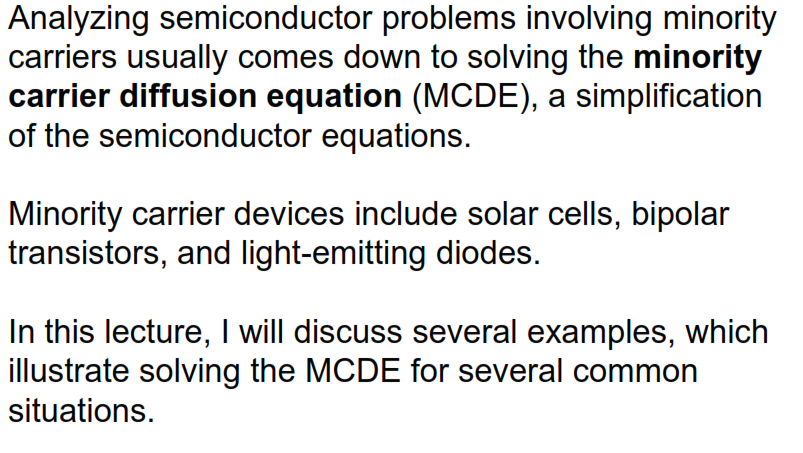 Analyzing semiconductor problems involving minority
carriers usually comes down to solving the minority
carrier diffusion equation (MCDE), a simplification
of the semiconductor equations.
Minority carrier devices include solar cells, bipolar
transistors, and light-emitting diodes.
In this lecture, I will discuss several examples, which
illustrate solving the MCDE for several common
situations.